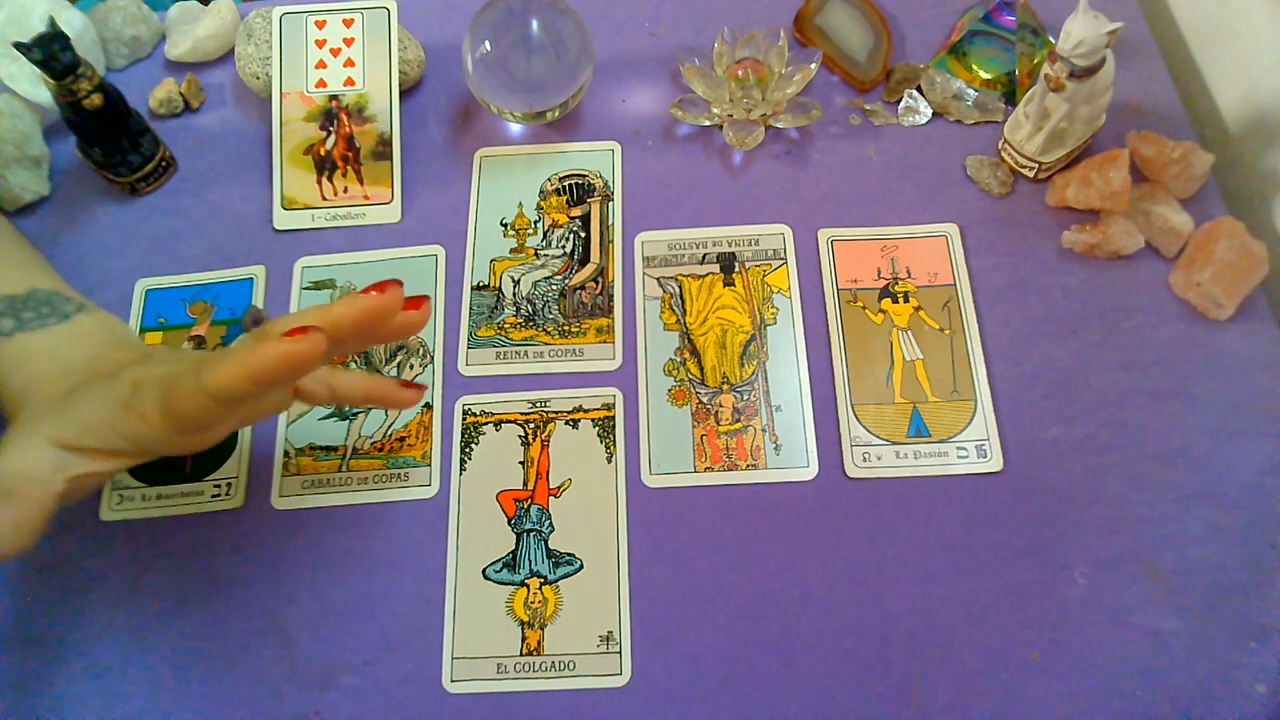 1 - Caballero
REINA DE COPAS
REINA DE BASTOS
La Sacerdotisa 2
CABALLO DE COPAS
La Pasión 15
XII
EL COLGADO